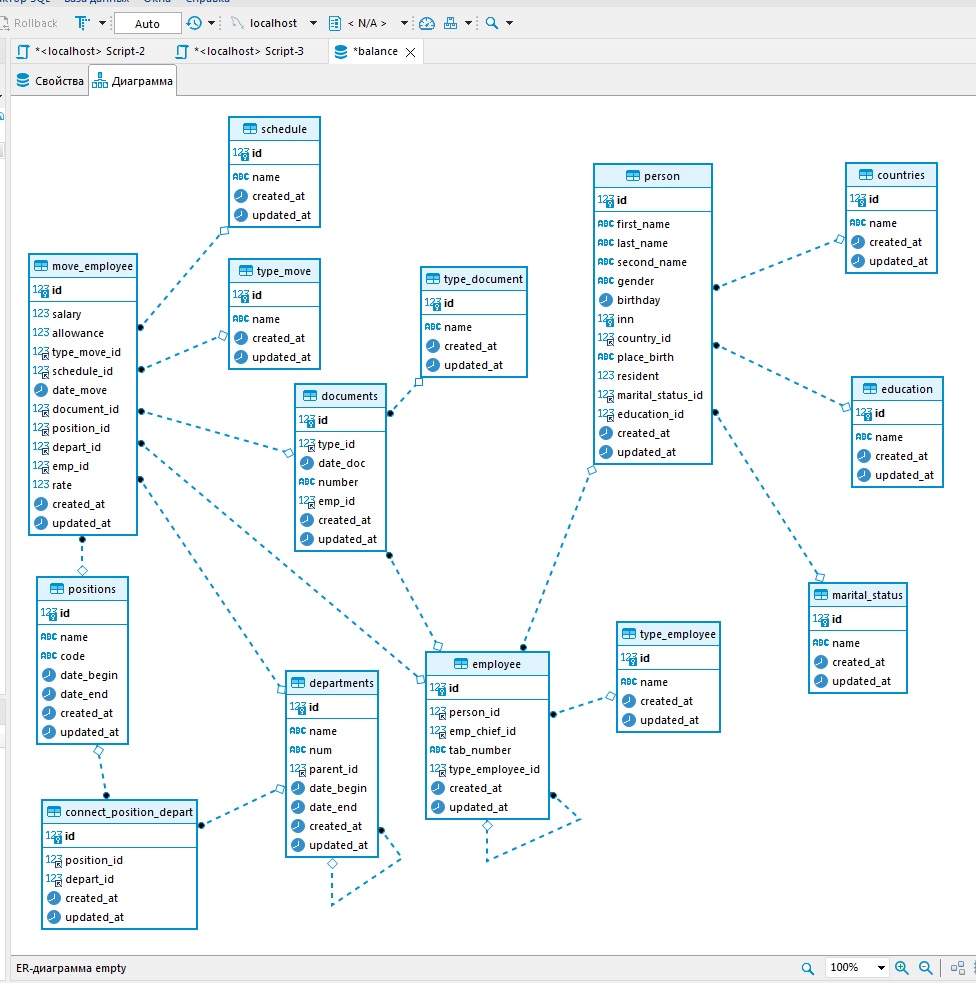 Rollback
Auto
localhost
< N/A >
*<localhost> Script-2
*<localhost> Script-3
*balance
Свойства
Диаграмма
schedule
id
name
created_at
updated_at
move_employee
id
salary
allowance
type_move_id
schedule_id
date_move
document_id
position_id
depart_id
emp_id
rate
created_at
updated_at
type_move
id
name
created_at
updated_at
type_document
id
name
created_at
updated_at
documents
id
type_id
date_doc
number
emp_id
created_at
updated_at
person
id
first_name
last_name
second_name
gender
birthday
inn
country_id
place_birth
resident
marital_status_id
education_id
created_at
updated_at
countries
id
name
created_at
updated_at
education
id
name
created_at
updated_at
marital_status
id
name
created_at
updated_at
positions
id
name
code
date_begin
date_end
created_at
updated_at
departments
id
name
num
parent_id
date_begin
date_end
created_at
updated_at
employee
id
person_id
emp_chief_id
tab_number
type_employee_id
created_at
updated_at
type_employee
id
name
created_at
updated_at
connect_position_depart
id
position_id
depart_id
created_at
updated_at
ER-диаграмма empty
100%